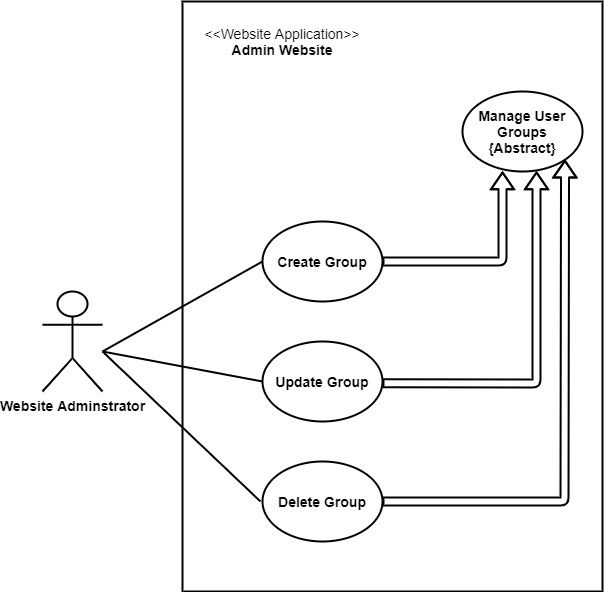 <<Website Application>>
Admin Website
Manage User
Groups
{Abstract}
Create Group
Update Group
Website Adminstrator
Delete Group